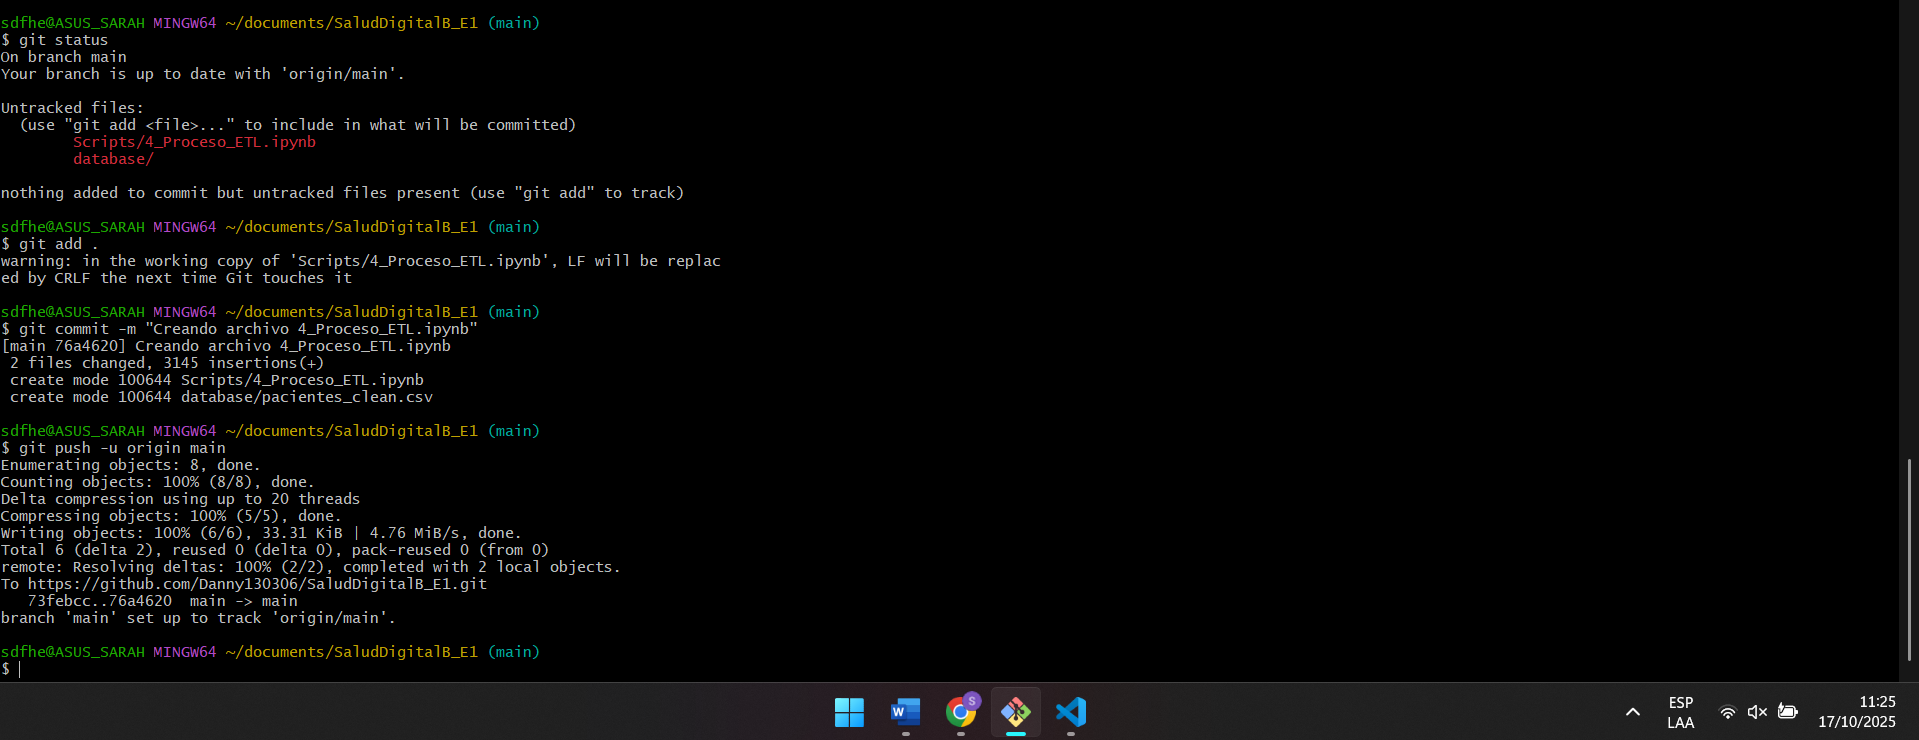 sdfhe@ASUS_SARAH MINGW64 ~/documents/SaludDigitalB_E1 (main)
$ git status
On branch main
Your branch is up to date with 'origin/main'.
Untracked files:
  (use "git add <file>..." to include in what will be committed)
        Scripts/4_Proceso_ETL.ipynb
        database/
nothing added to commit but untracked files present (use "git add" to track)
sdfhe@ASUS_SARAH MINGW64 ~/documents/SaludDigitalB_E1 (main)
$ git add .
warning: in the working copy of 'Scripts/4_Proceso_ETL.ipynb', LF will be replac
ed by CRLF the next time Git touches it
sdfhe@ASUS_SARAH MINGW64 ~/documents/SaludDigitalB_E1 (main)
$ git commit -m "Creando archivo 4_Proceso_ETL.ipynb"
[main 76a4620] Creando archivo 4_Proceso_ETL.ipynb
 2 files changed, 3145 insertions(+)
 create mode 100644 Scripts/4_Proceso_ETL.ipynb
 create mode 100644 database/pacientes_clean.csv
sdfhe@ASUS_SARAH MINGW64 ~/documents/SaludDigitalB_E1 (main)
$ git push -u origin main
Enumerating objects: 8, done.
Counting objects: 100% (8/8), done.
Delta compression using up to 20 threads
Compressing objects: 100% (5/5), done.
Writing objects: 100% (6/6), 33.31 KiB | 4.76 MiB/s, done.
Total 6 (delta 2), reused 0 (delta 0), pack-reused 0 (from 0)
remote: Resolving deltas: 100% (2/2), completed with 2 local objects.
To https://github.com/Danny130306/SaludDigitalB_E1.git
   73febcc..76a4620  main -> main
branch 'main' set up to track 'origin/main'.
sdfhe@ASUS_SARAH MINGW64 ~/documents/SaludDigitalB_E1 (main)
$
W
S
ESP
LAA
11:25
17/10/2025